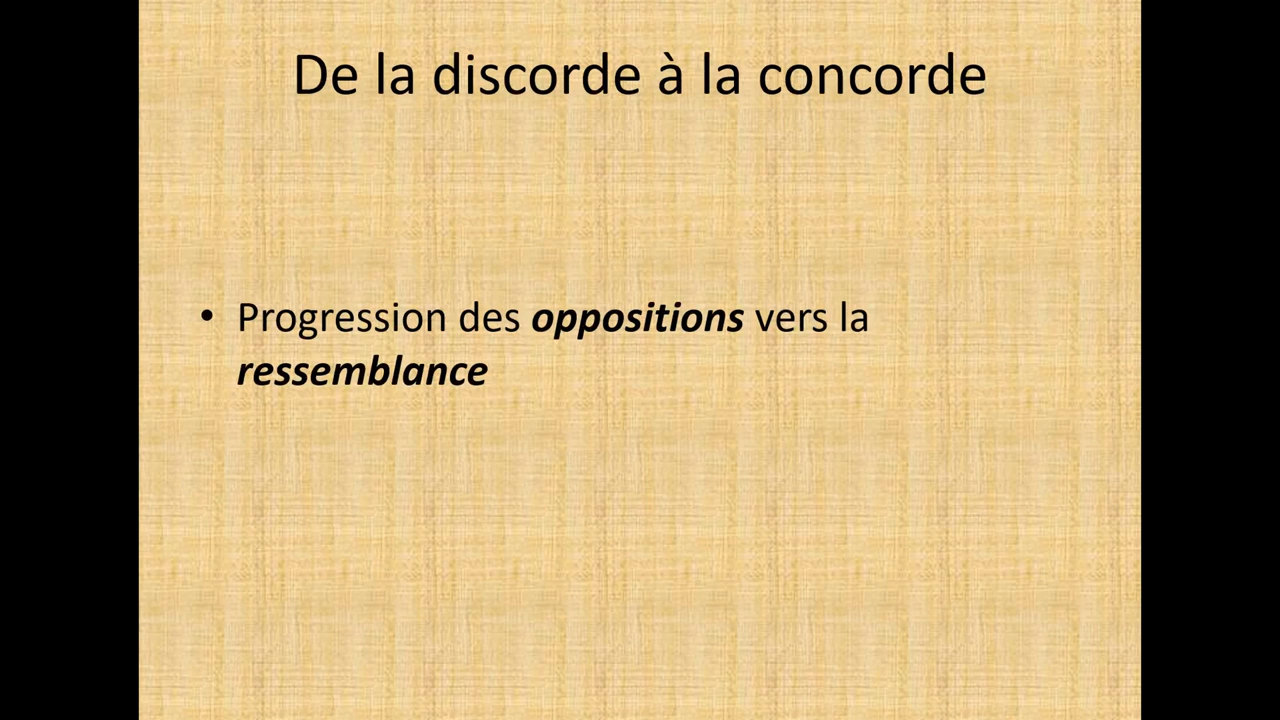 De la discorde à la concorde
• Progression des oppositions vers la
ressemblance